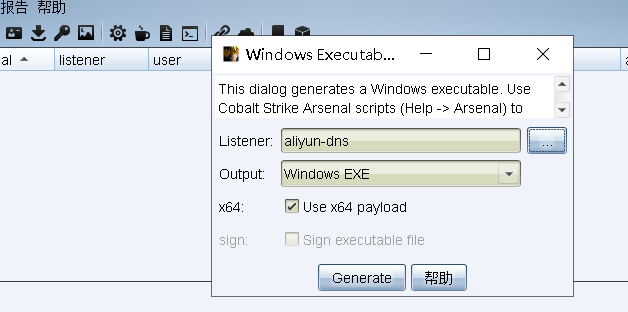 报告 帮助
al
listener
user
Windows Executab...
This dialog generates a Windows executable. Use
Cobalt Strike Arsenal scripts (Help -> Arsenal) to
Listener: aliyun-dns ...
Output: Windows EXE
x64: Use x64 payload
sign: Sign executable file
Generate 帮助